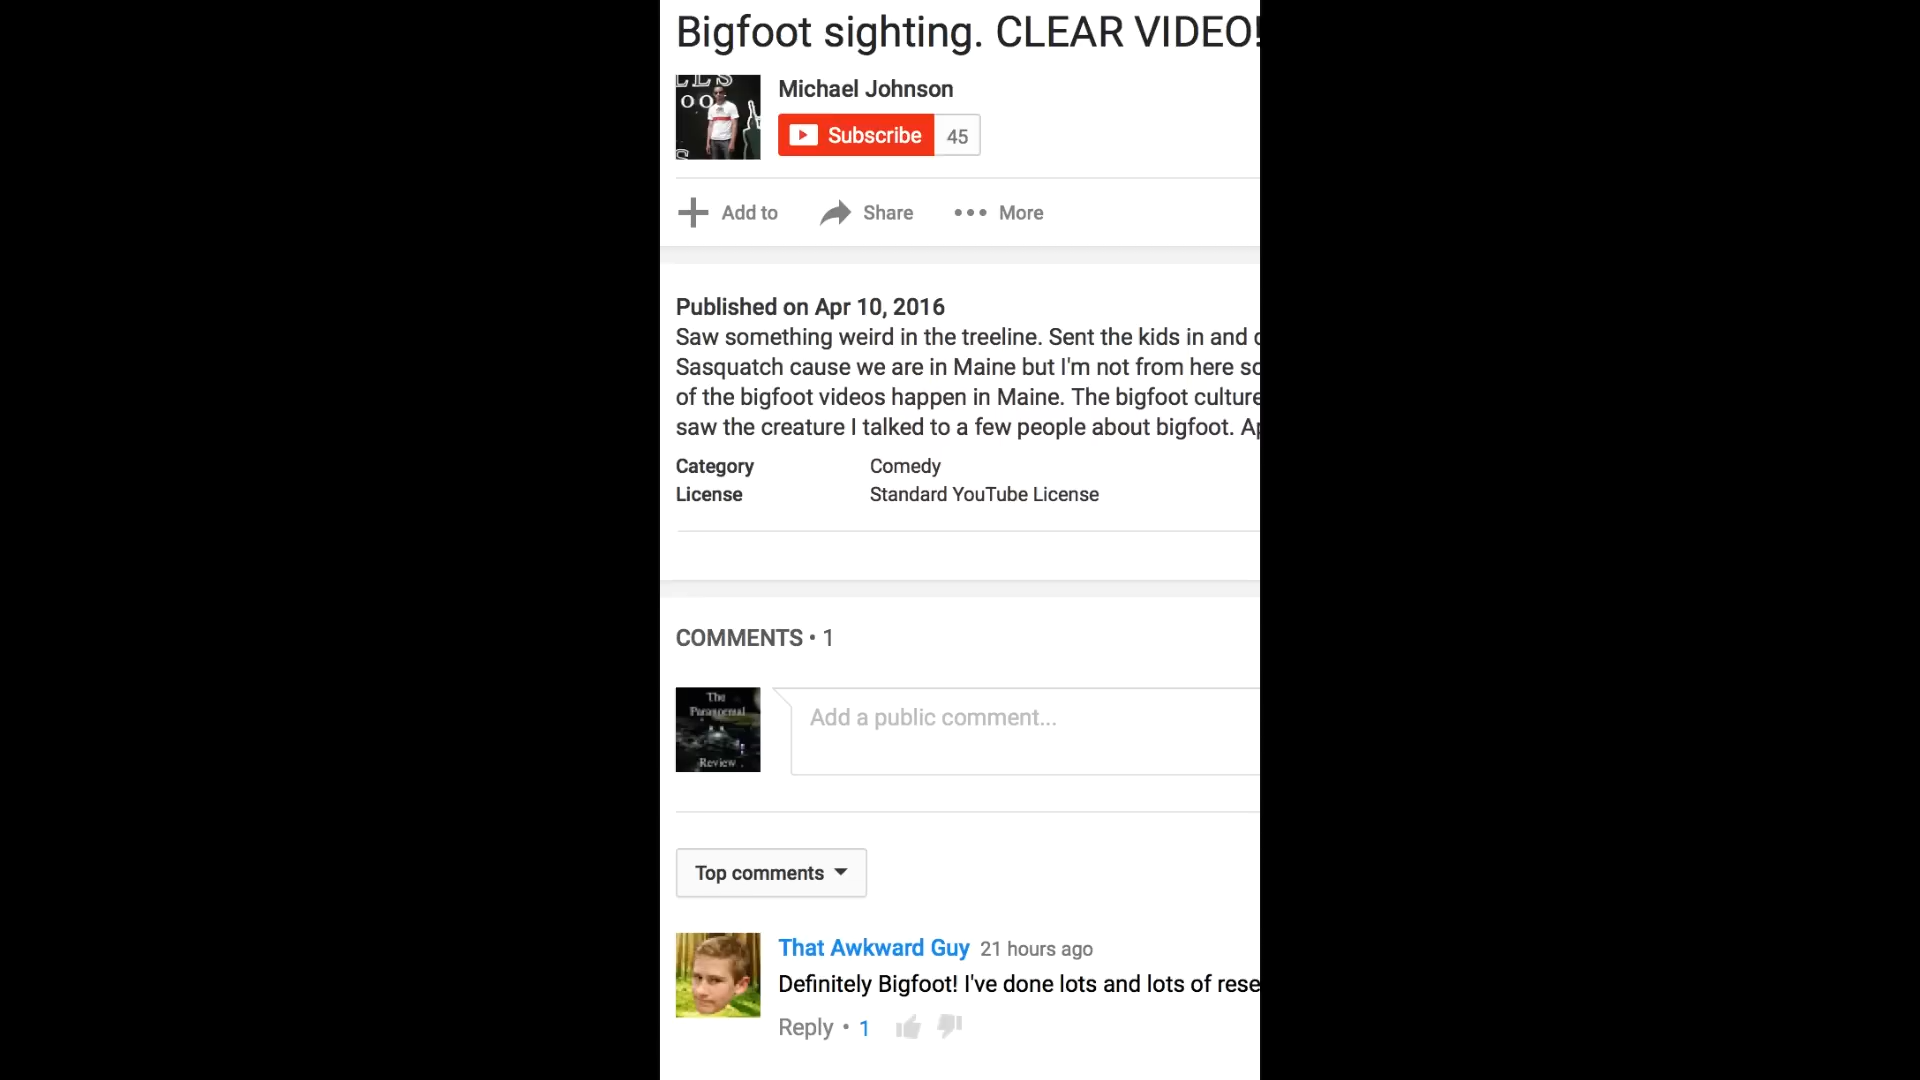 Bigfoot sighting. CLEAR VIDEO!
Michael Johnson
Subscribe 45
Add to Share More
Published on Apr 10, 2016
Saw something weird in the treeline. Sent the kids in and
Sasquatch cause we are in Maine but I'm not from here so
of the bigfoot videos happen in Maine. The bigfoot culture
saw the creature I talked to a few people about bigfoot.
Category Comedy
License Standard YouTube License
COMMENTS • 1
The
Paranormal
Review
Add a public comment...
Top comments
That Awkward Guy 21 hours ago
Definitely Bigfoot! I've done lots and lots of rese
Reply • 1